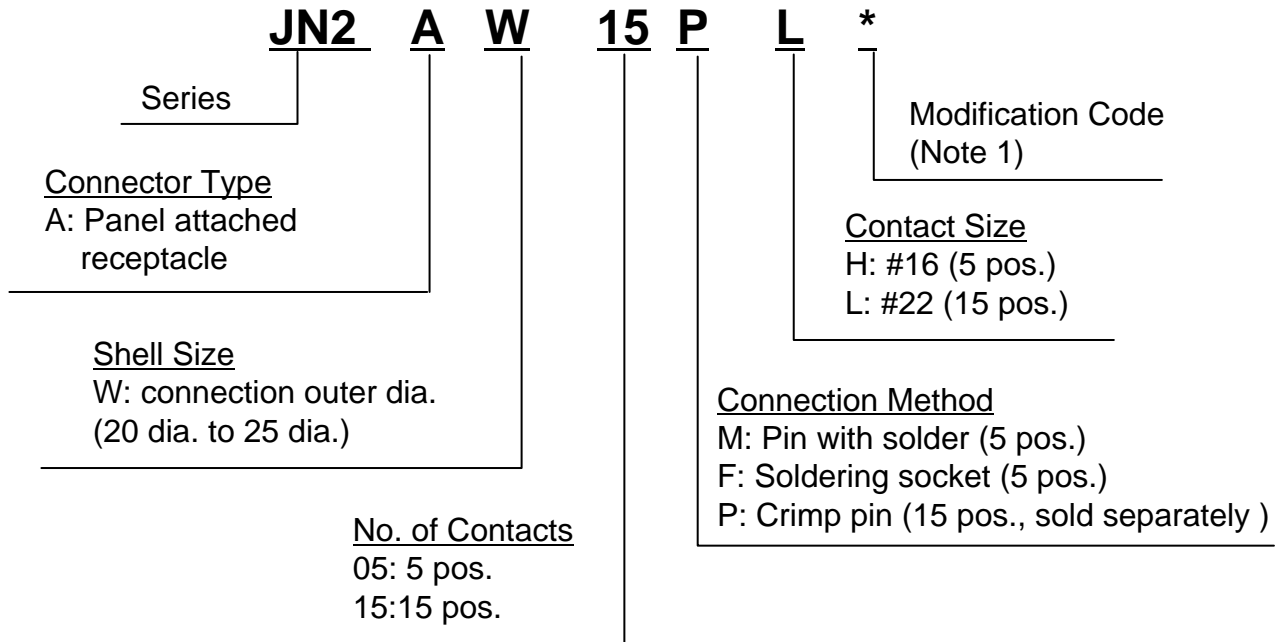 JN2 A W 15 P L *
Series
Modification Code
(Note 1)
Connector Type
A: Panel attached
receptacle
Contact Size
H: #16 (5 pos.)
L: #22 (15 pos.)
Shell Size
W: connection outer dia.
(20 dia. to 25 dia.)
Connection Method
M: Pin with solder (5 pos.)
F: Soldering socket (5 pos.)
P: Crimp pin (15 pos., sold separately )
No. of Contacts
05: 5 pos.
15:15 pos.